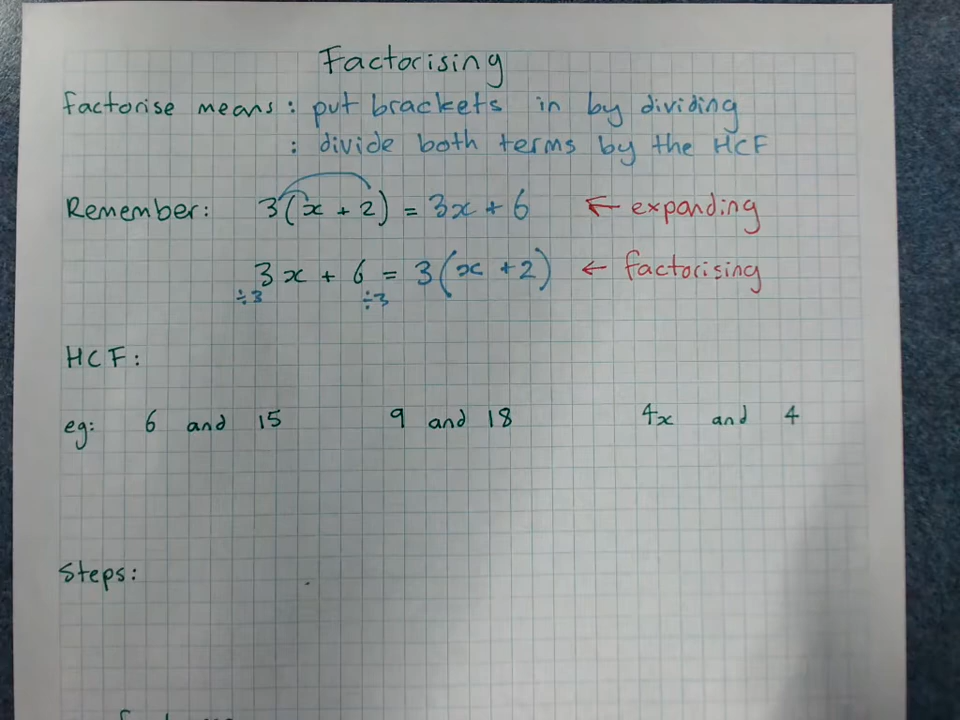 Factorising
factorise means: put brackets in by dividing
: divide both terms by the HCF
Remember: 3(x + 2) = 3x + 6 ← expanding
3x + 6 = 3(x + 2) ← factorising
÷3 ÷3
HCF:
eg: 6 and 15 9 and 18 4x and 4
Steps: